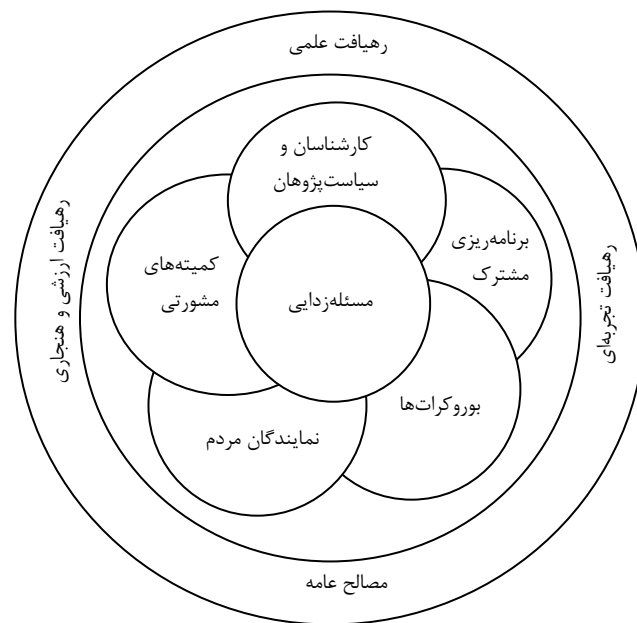 رهیافت علمی
کارشناسان و
سیاست‌پژوهان
برنامه‌ریزی
مشترک
کمیته‌های
مشورتی
مسئله‌زدایی
رهیافت تجربه‌ای
رهیافت ارزشی و هنجاری
بوروکرات‌ها
نمایندگان مردم
مصالح عامه